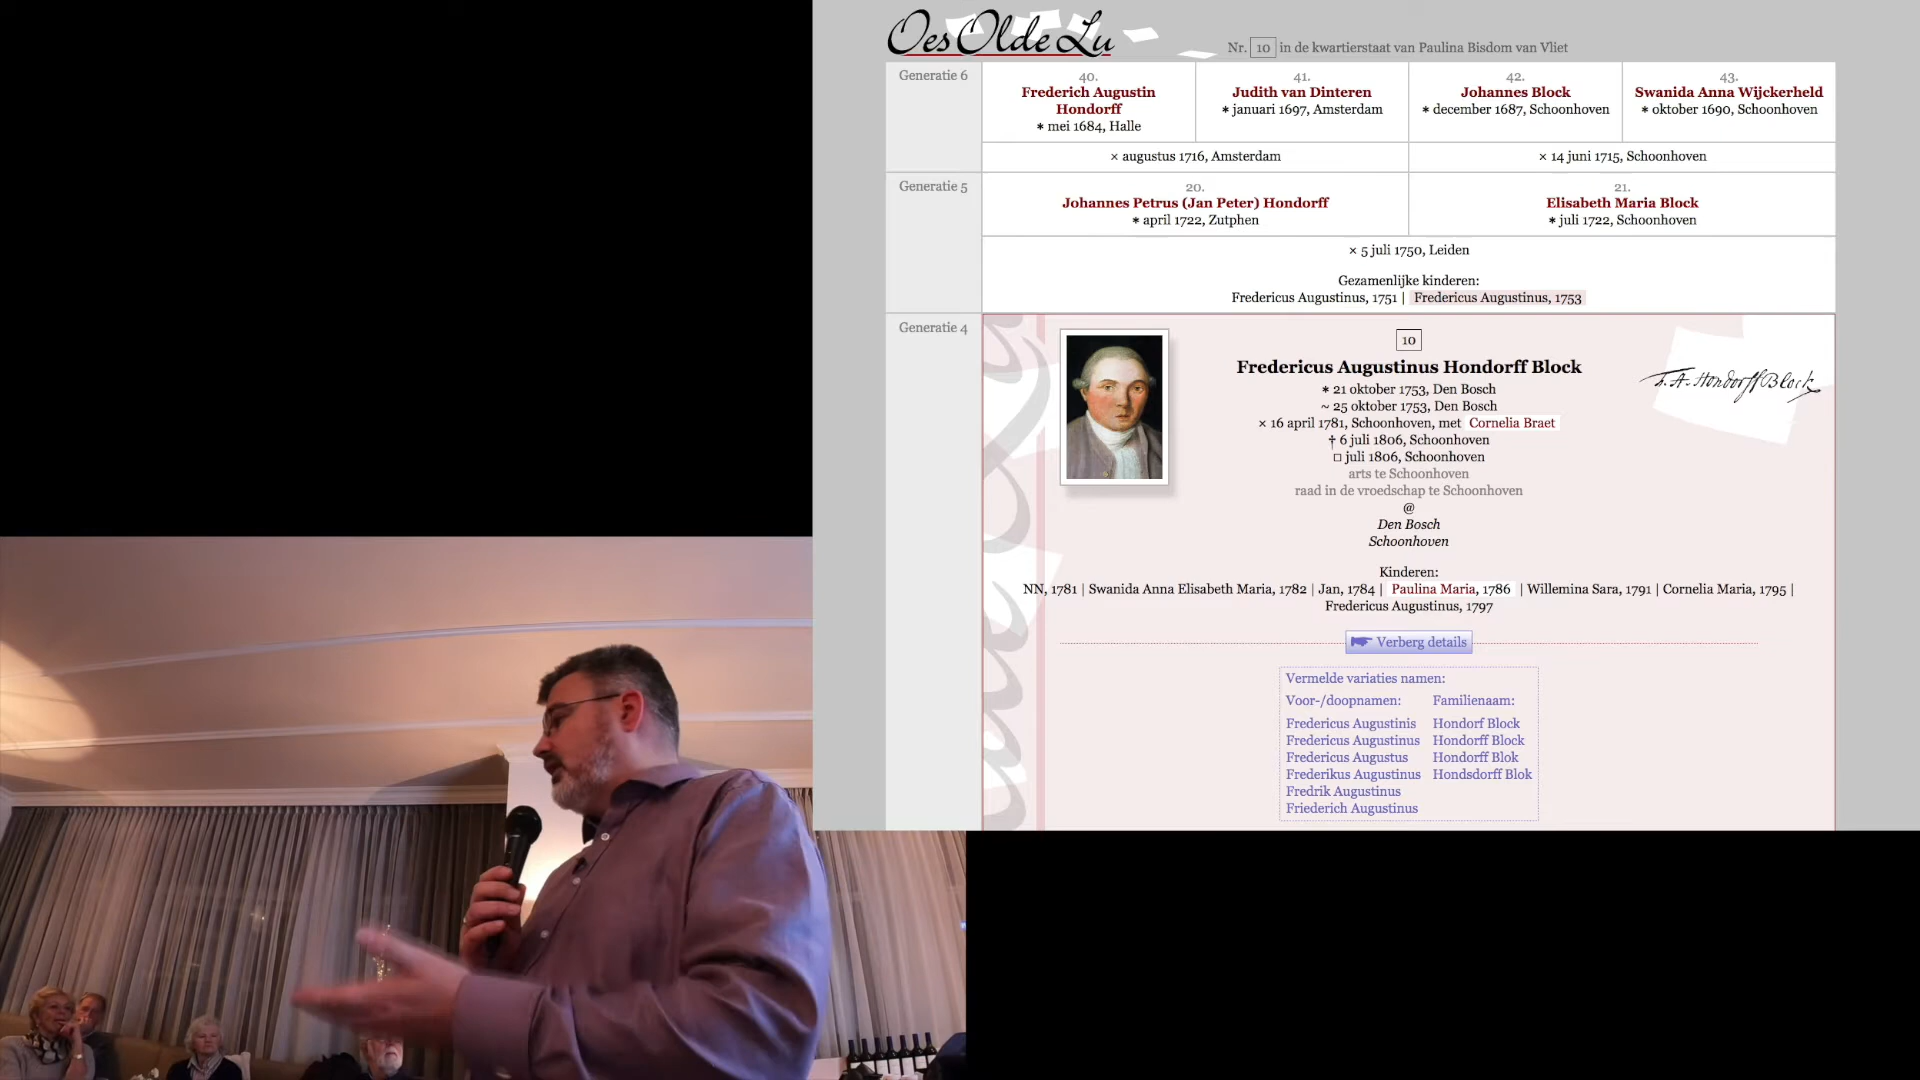 Oes Olde Lu
Nr. 10 in de kwartierstaat van Paulina Bisdom van Vliet
Generatie 6
40.
Frederich Augustin
Hondorff
* mei 1684, Halle
41.
Judith van Dinteren
* januari 1697, Amsterdam
42.
Johannes Block
* december 1687, Schoonhoven
43.
Swanida Anna Wijckerheld
* oktober 1690, Schoonhoven
× augustus 1716, Amsterdam
× 14 juni 1715, Schoonhoven
Generatie 5
20.
Johannes Petrus (Jan Peter) Hondorff
* april 1722, Zutphen
21.
Elisabeth Maria Block
* juli 1722, Schoonhoven
× 5 juli 1750, Leiden
Gezamenlijke kinderen:
Fredericus Augustinus, 1751 | Fredericus Augustinus, 1753
Generatie 4
10
Fredericus Augustinus Hondorff Block
* 21 oktober 1753, Den Bosch
~ 25 oktober 1753, Den Bosch
× 16 april 1781, Schoonhoven, met Cornelia Braet
† 6 juli 1806, Schoonhoven
□ juli 1806, Schoonhoven
arts te Schoonhoven
raad in de vroedschap te Schoonhoven
@
Den Bosch
Schoonhoven
F. A. Hondorff Block
Kinderen:
NN, 1781 | Swanida Anna Elisabeth Maria, 1782 | Jan, 1784 | Paulina Maria, 1786 | Willemina Sara, 1791 | Cornelia Maria, 1795 |
Fredericus Augustinus, 1797
Verberg details
Vermelde variaties namen:
Voor-/doopnamen: Familienaam:
Fredericus Augustinis Hondorf Block
Fredericus Augustinus Hondorff Block
Fredericus Augustus Hondorff Blok
Frederikus Augustinus Hondsdorff Blok
Fredrik Augustinus
Friederich Augustinus